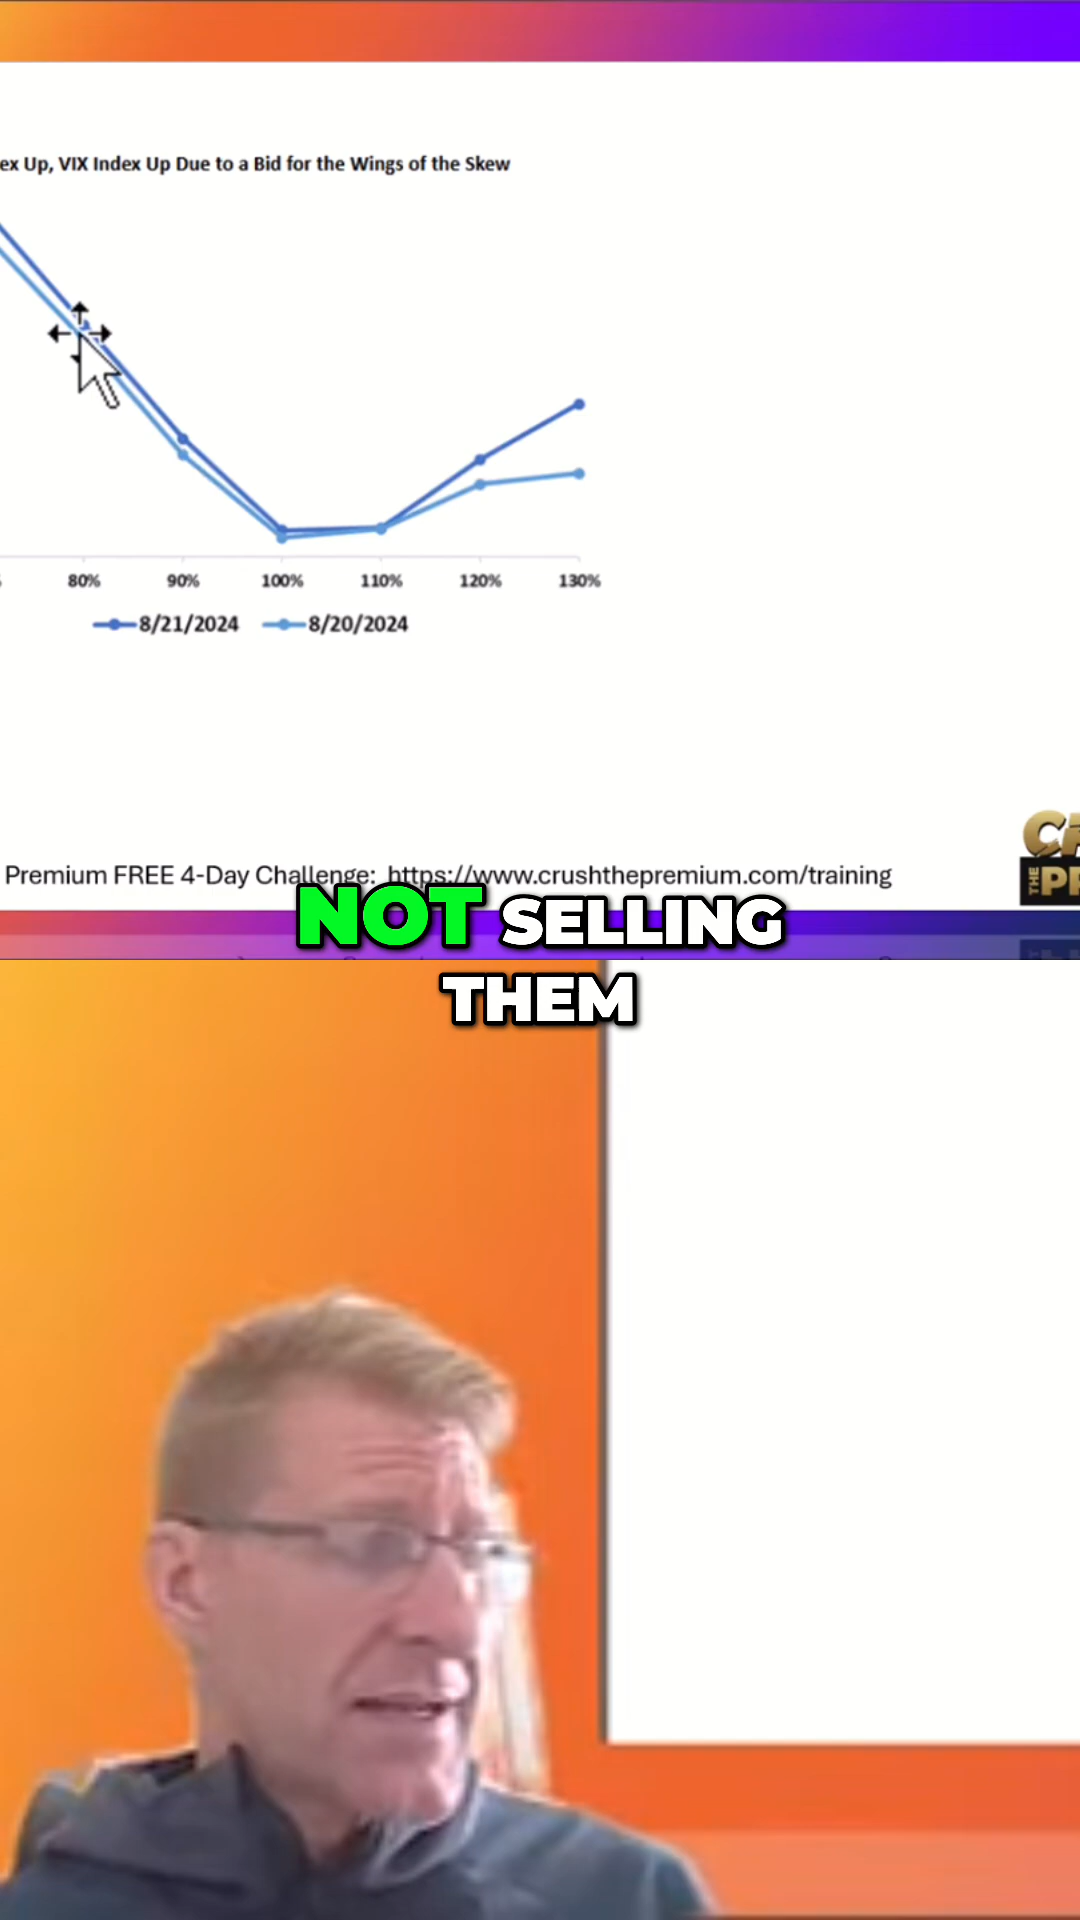 ex Up, VIX Index Up Due to a Bid for the Wings of the Skew
80% 90% 100% 110% 120% 130%
8/21/2024 8/20/2024
Premium FREE 4-Day Challenge: https://www.crushthepremium.com/training
THE
NOT SELLING
THEM